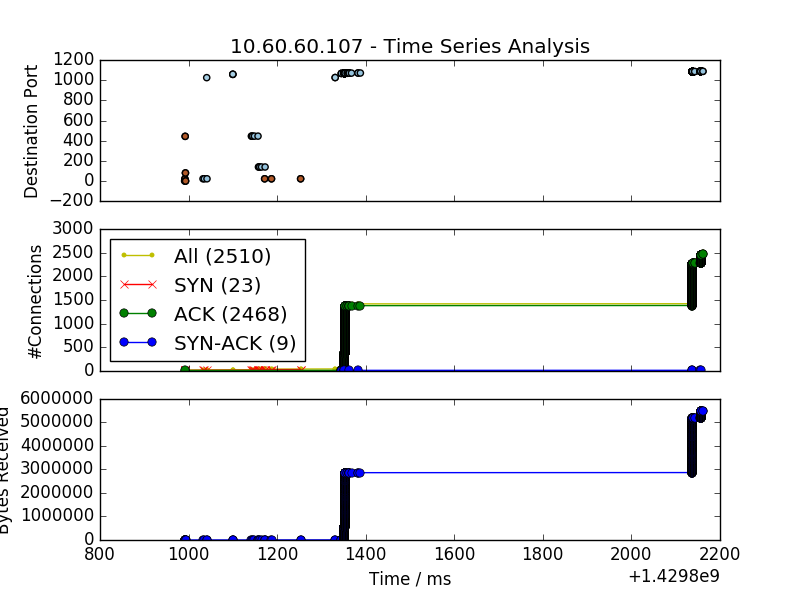 10.60.60.107 - Time Series Analysis
1200
1000
800
600
400
200
0
−200
Destination Port
3000
2500
2000
1500
1000
500
0
#Connections
All (2510)
SYN (23)
ACK (2468)
SYN-ACK (9)
6000000
5000000
4000000
3000000
2000000
1000000
0
Bytes Received
800 1000 1200 1400 1600 1800 2000 2200
Time / ms
+1.4298e9